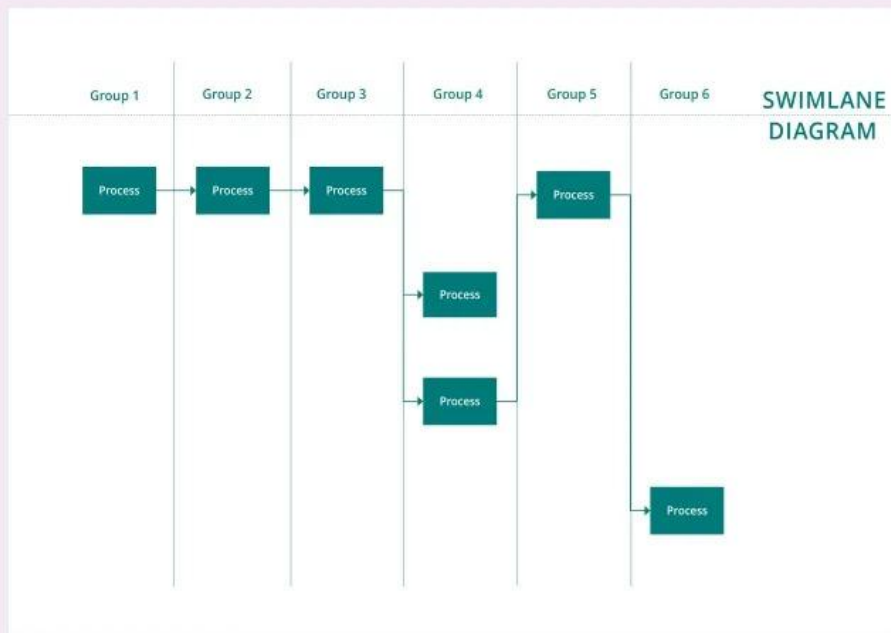 Group 1
Group 2
Group 3
Group 4
Group 5
Group 6
SWIMLANE
DIAGRAM
Process
Process
Process
Process
Process
Process
Process